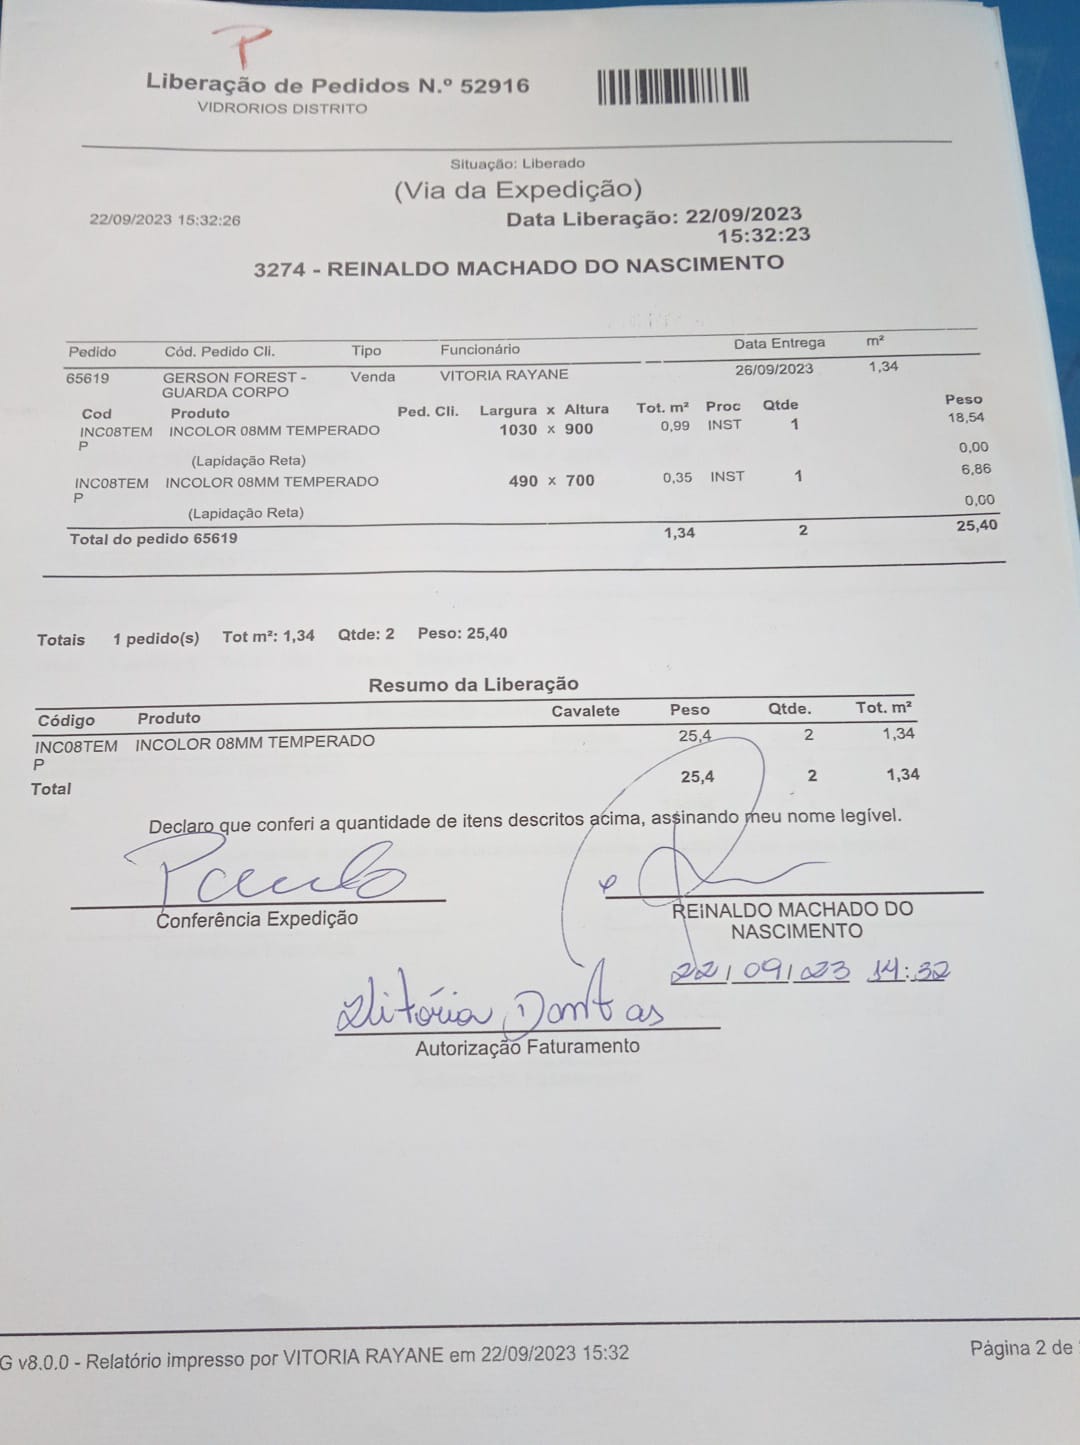 P
Liberação de Pedidos N.º 52916
VIDRORIOS DISTRITO
Situação: Liberado
(Via da Expedição)
22/09/2023 15:32:26
Data Liberação: 22/09/2023
15:32:23
3274 - REINALDO MACHADO DO NASCIMENTO
Pedido Cód. Pedido Cli. Tipo Funcionário Data Entrega m²
65619 GERSON FOREST - Venda VITORIA RAYANE 26/09/2023 1,34
GUARDA CORPO
Cod Produto Ped. Cli. Largura x Altura Tot. m² Proc Qtde Peso
INC08TEM INCOLOR 08MM TEMPERADO 1030 x 900 0,99 INST 1 18,54
P
(Lapidação Reta) 0,00
INC08TEM INCOLOR 08MM TEMPERADO 490 x 700 0,35 INST 1 6,86
P
(Lapidação Reta) 0,00
Total do pedido 65619 1,34 2 25,40
Totais 1 pedido(s) Tot m²: 1,34 Qtde: 2 Peso: 25,40
Resumo da Liberação
Código Produto Cavalete Peso Qtde. Tot. m²
INC08TEM INCOLOR 08MM TEMPERADO 25,4 2 1,34
P
Total 25,4 2 1,34
Declaro que conferi a quantidade de itens descritos acima, assinando meu nome legível.
Paulo
Conferência Expedição
REINALDO MACHADO DO
NASCIMENTO
22/09/023 14:32
Vitória Dantas
Autorização Faturamento
G v8.0.0 - Relatório impresso por VITORIA RAYANE em 22/09/2023 15:32
Página 2 de